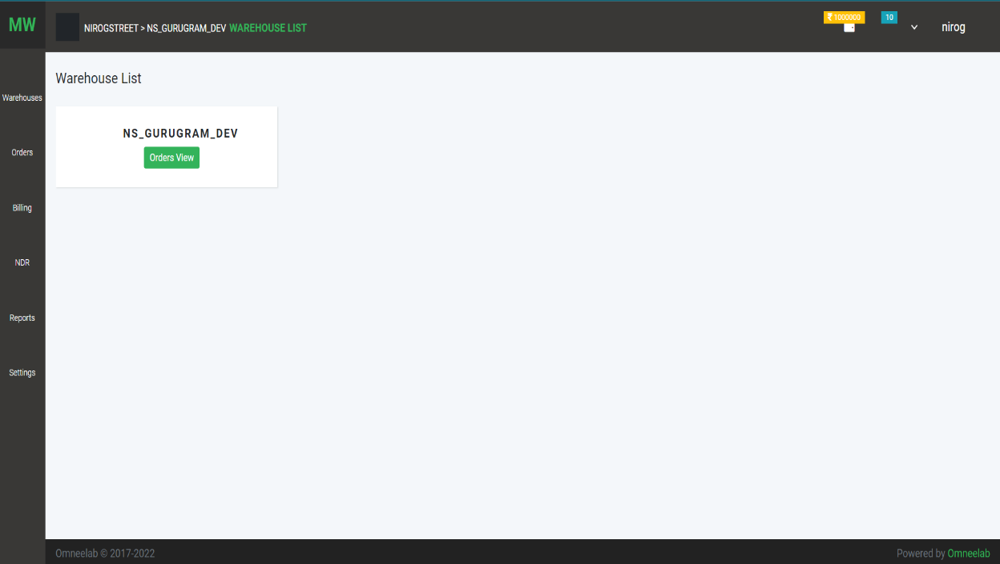 MW
NIROGSTREET > NS_GURUGRAM_DEV WAREHOUSE LIST
₹ 1000000
10
nirog
Warehouses
Orders
Billing
NDR
Reports
Settings
Warehouse List
NS_GURUGRAM_DEV
Orders View
Omneelab © 2017-2022
Powered by Omneelab